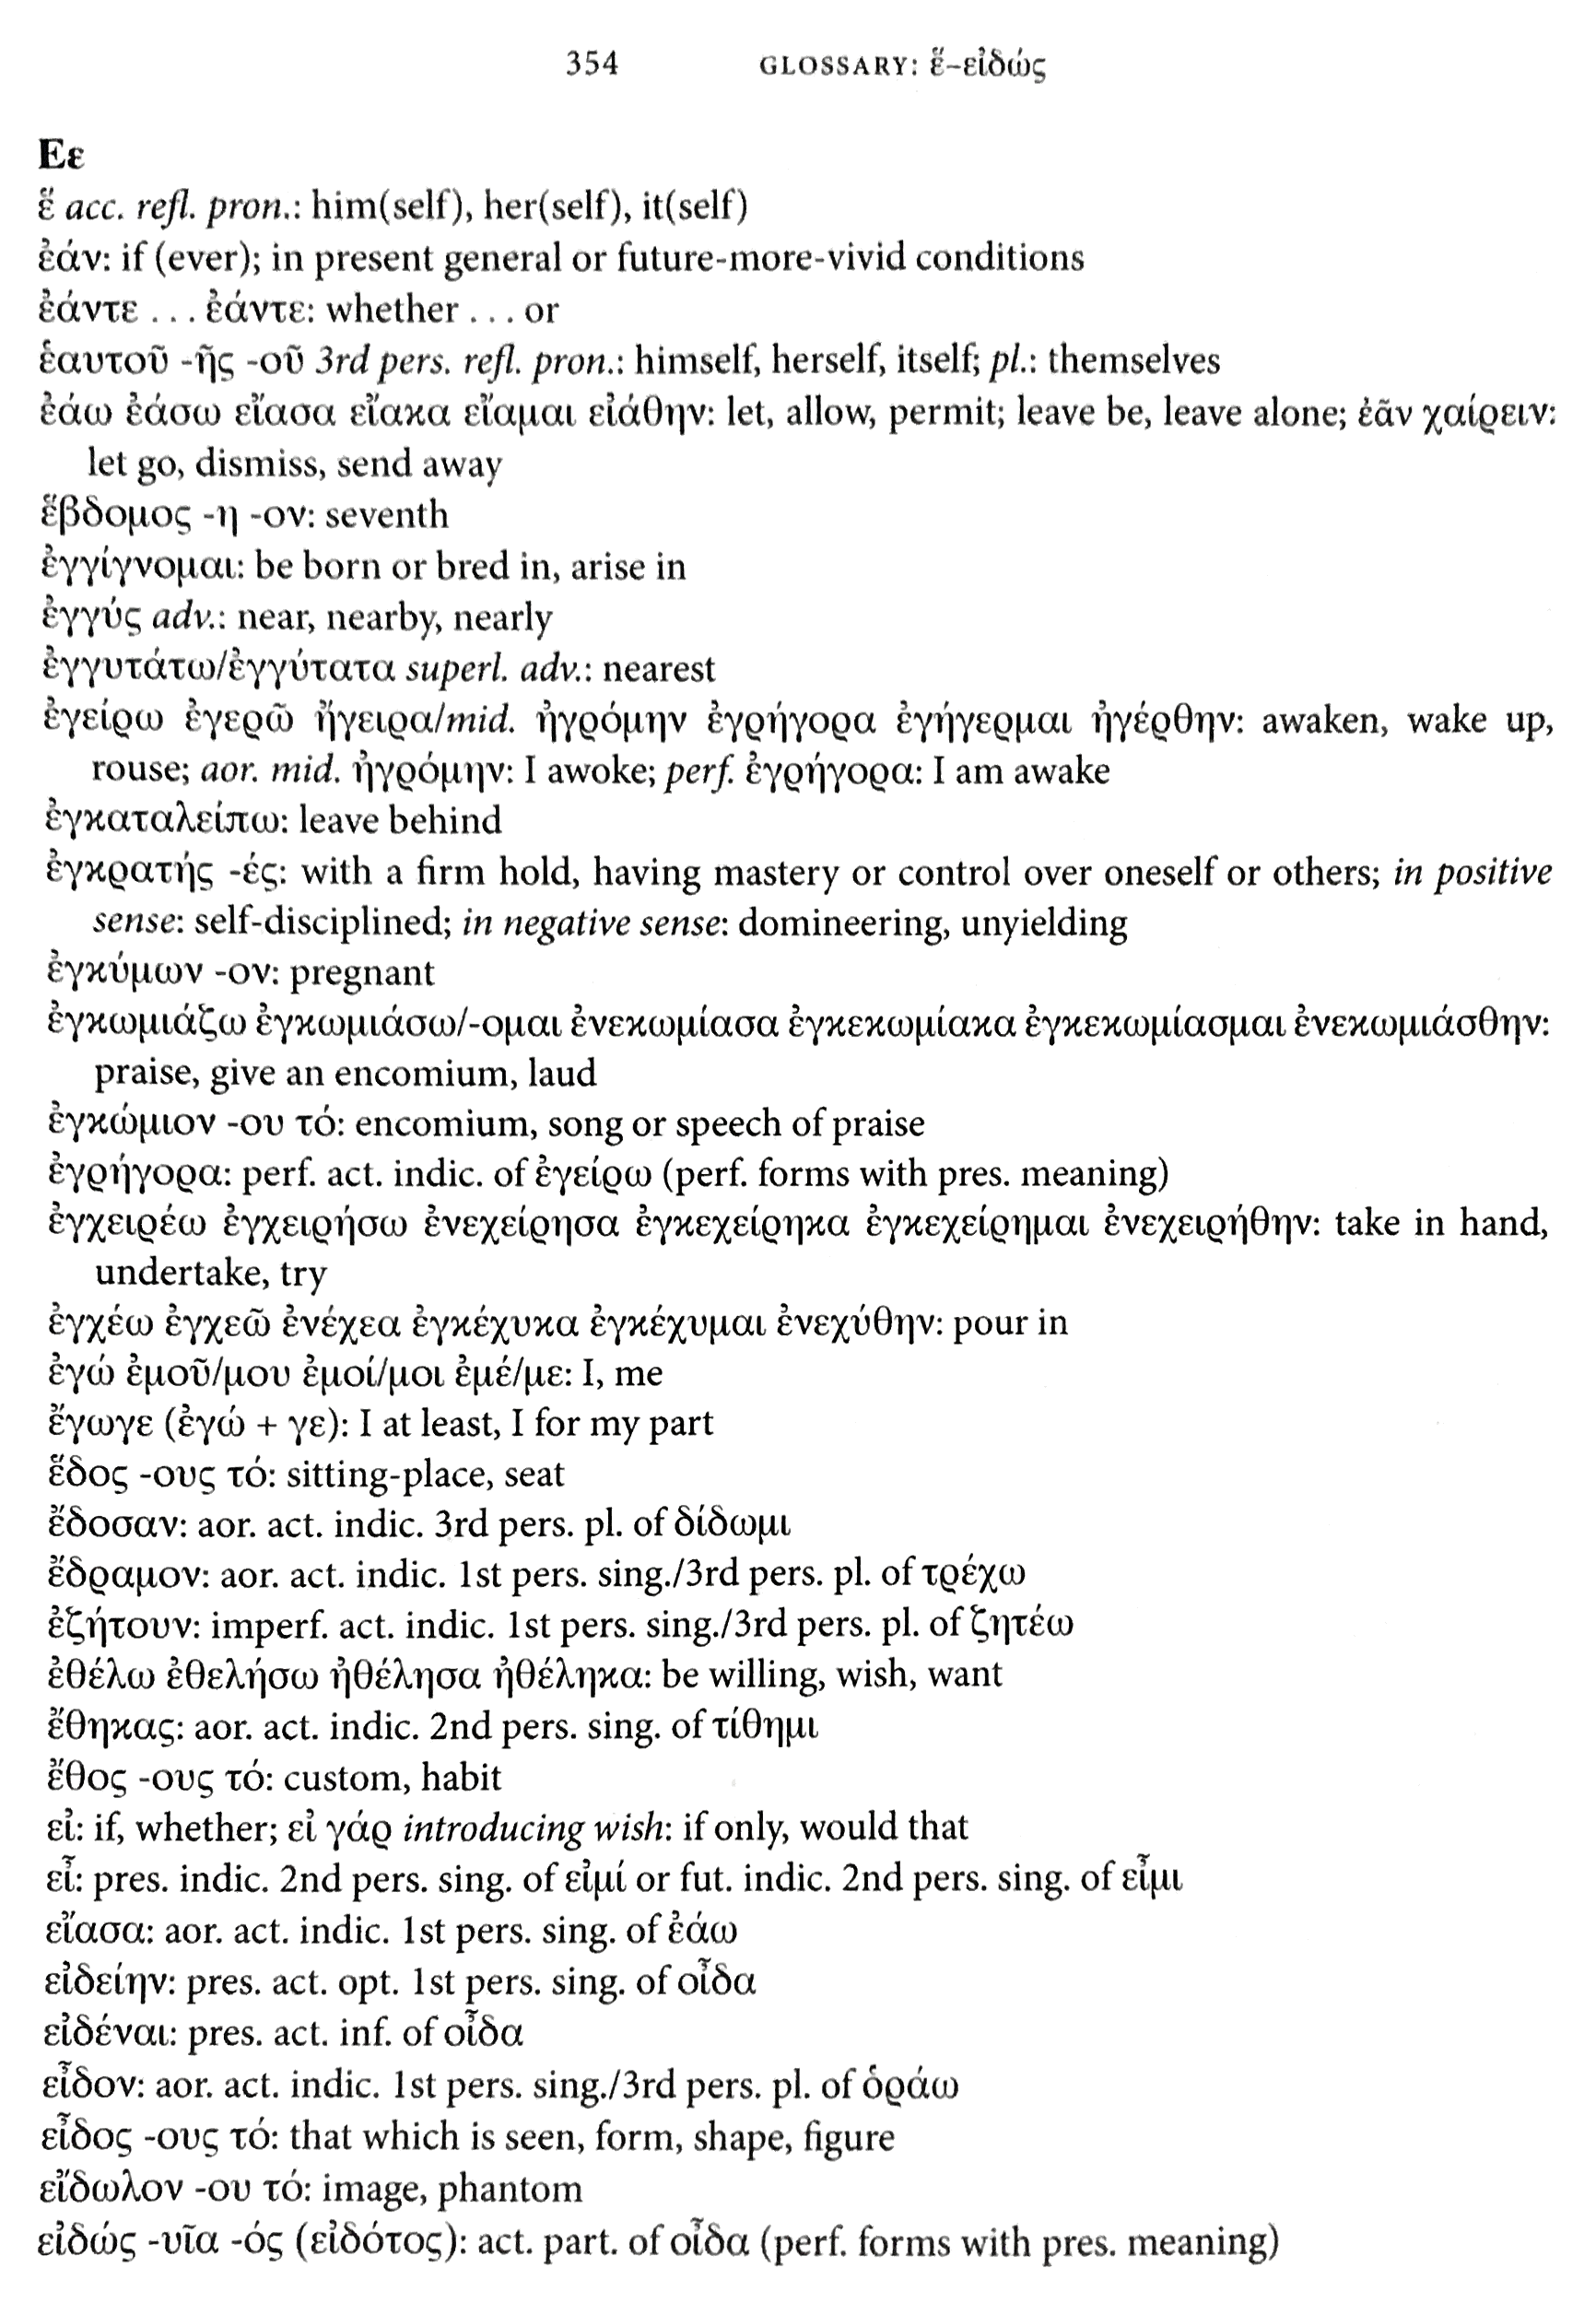 354 GLOSSARY: ἕ–εἰδώς
Εε
ἕ acc. refl. pron.: him(self), her(self), it(self)
ἐάν: if (ever); in present general or future-more-vivid conditions
ἐάντε . . . ἐάντε: whether . . . or
ἑαυτοῦ -ῆς -οῦ 3rd pers. refl. pron.: himself, herself, itself; pl.: themselves
ἐάω ἐάσω εἴασα εἴακα εἴαμαι εἰάθην: let, allow, permit; leave be, leave alone; ἐᾶν χαίρειν:
let go, dismiss, send away
ἕβδομος -η -ον: seventh
ἐγγίγνομαι: be born or bred in, arise in
ἐγγύς adv.: near, nearby, nearly
ἐγγυτάτω/ἐγγύτατα superl. adv.: nearest
ἐγείρω ἐγερῶ ἤγειρα/mid. ἠγρόμην ἐγρήγορα ἐγήγερμαι ἠγέρθην: awaken, wake up,
rouse; aor. mid. ἠγρόμην: I awoke; perf. ἐγρήγορα: I am awake
ἐγκαταλείπω: leave behind
ἐγκρατής -ές: with a firm hold, having mastery or control over oneself or others; in positive
sense: self-disciplined; in negative sense: domineering, unyielding
ἐγκύμων -ον: pregnant
ἐγκωμιάζω ἐγκωμιάσω/-ομαι ἐνεκωμίασα ἐγκεκωμίακα ἐγκεκωμίασμαι ἐνεκωμιάσθην:
praise, give an encomium, laud
ἐγκώμιον -ου τό: encomium, song or speech of praise
ἐγρήγορα: perf. act. indic. of ἐγείρω (perf. forms with pres. meaning)
ἐγχειρέω ἐγχειρήσω ἐνεχείρησα ἐγκεχείρηκα ἐγκεχείρημαι ἐνεχειρήθην: take in hand,
undertake, try
ἐγχέω ἐγχεῶ ἐνέχεα ἐγκέχυκα ἐγκέχυμαι ἐνεχύθην: pour in
ἐγώ ἐμοῦ/μου ἐμοί/μοι ἐμέ/με: I, me
ἔγωγε (ἐγώ + γε): I at least, I for my part
ἕδος -ους τό: sitting-place, seat
ἔδοσαν: aor. act. indic. 3rd pers. pl. of δίδωμι
ἔδραμον: aor. act. indic. 1st pers. sing./3rd pers. pl. of τρέχω
ἐζήτουν: imperf. act. indic. 1st pers. sing./3rd pers. pl. of ζητέω
ἐθέλω ἐθελήσω ἠθέλησα ἠθέληκα: be willing, wish, want
ἔθηκας: aor. act. indic. 2nd pers. sing. of τίθημι
ἔθος -ους τό: custom, habit
εἰ: if, whether; εἰ γάρ introducing wish: if only, would that
εἶ: pres. indic. 2nd pers. sing. of εἰμί or fut. indic. 2nd pers. sing. of εἶμι
εἴασα: aor. act. indic. 1st pers. sing. of ἐάω
εἰδείην: pres. act. opt. 1st pers. sing. of οἶδα
εἰδέναι: pres. act. inf. of οἶδα
εἶδον: aor. act. indic. 1st pers. sing./3rd pers. pl. of ὁράω
εἶδος -ους τό: that which is seen, form, shape, figure
εἴδωλον -ου τό: image, phantom
εἰδώς -υῖα -ός (εἰδότος): act. part. of οἶδα (perf. forms with pres. meaning)